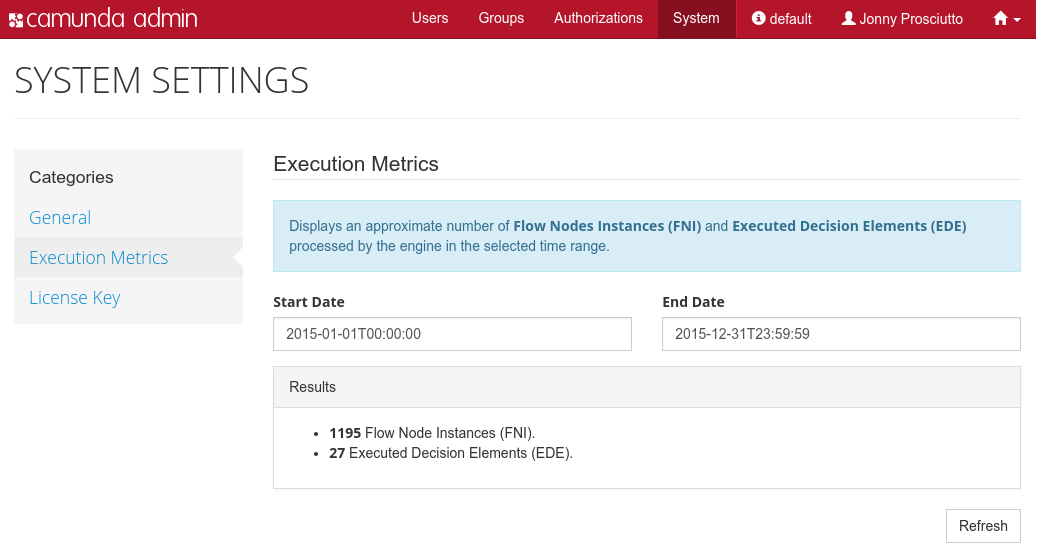 camunda admin
Users Groups Authorizations System default Jonny Prosciutto
SYSTEM SETTINGS
Categories
General
Execution Metrics
License Key
Execution Metrics
Displays an approximate number of Flow Nodes Instances (FNI) and Executed Decision Elements (EDE)
processed by the engine in the selected time range.
Start Date
End Date
2015-01-01T00:00:00
2015-12-31T23:59:59
Results
• 1195 Flow Node Instances (FNI).
• 27 Executed Decision Elements (EDE).
Refresh